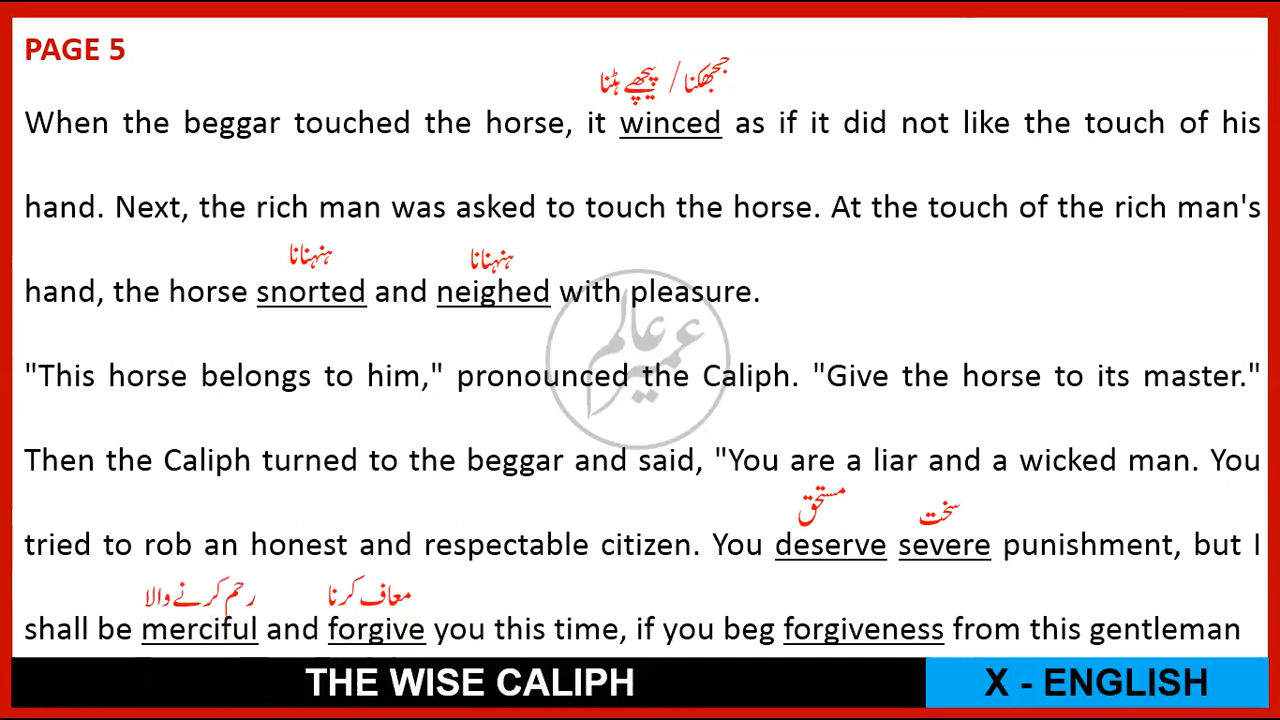 PAGE 5
جھجھکنا / پیچھے ہٹنا
When the beggar touched the horse, it winced as if it did not like the touch of his
hand. Next, the rich man was asked to touch the horse. At the touch of the rich man's
ہنہنانا ہنہنانا
hand, the horse snorted and neighed with pleasure.
عمیر عالم
"This horse belongs to him," pronounced the Caliph. "Give the horse to its master."
Then the Caliph turned to the beggar and said, "You are a liar and a wicked man. You
مستحق سخت
tried to rob an honest and respectable citizen. You deserve severe punishment, but I
رحم کرنے والا معاف کرنا
shall be merciful and forgive you this time, if you beg forgiveness from this gentleman
THE WISE CALIPH
X - ENGLISH